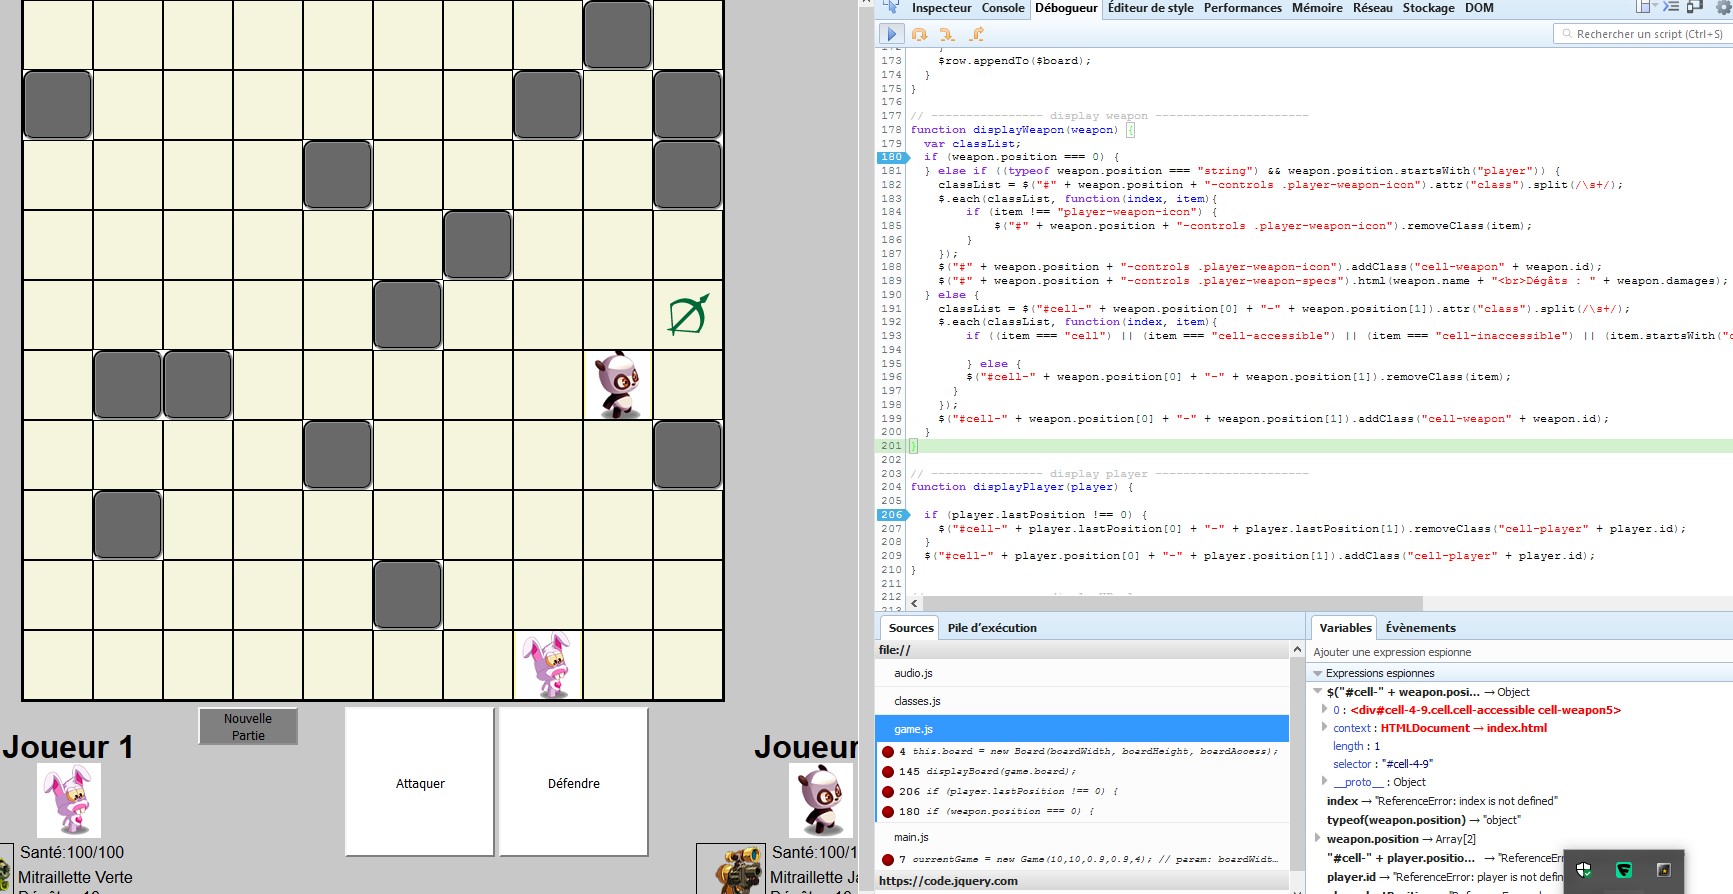 Inspecteur Console Débogueur Éditeur de style Performances Mémoire Réseau Stockage DOM
Rechercher un script (Ctrl+S)
173 $row.appendTo($board);
174 }
175 }
176
177 // ---------------- display weapon ----------------------
178 function displayWeapon(weapon) {
179 var classList;
180 if (weapon.position === 0) {
181 } else if ((typeof weapon.position === "string") && weapon.position.startsWith("player")) {
182 classList = $("#" + weapon.position + "-controls .player-weapon-icon").attr("class").split(/\s+/);
183 $.each(classList, function(index, item){
184 if (item !== "player-weapon-icon") {
185 $("#" + weapon.position + "-controls .player-weapon-icon").removeClass(item);
186 }
187 });
188 $("#" + weapon.position + "-controls .player-weapon-icon").addClass("cell-weapon" + weapon.id);
189 $("#" + weapon.position + "-controls .player-weapon-specs").html(weapon.name + "<br>Dégâts : " + weapon.damages);
190 } else {
191 classList = $("#cell-" + weapon.position[0] + "-" + weapon.position[1]).attr("class").split(/\s+/);
192 $.each(classList, function(index, item){
193 if ((item === "cell") || (item === "cell-accessible") || (item === "cell-inaccessible") || (item.startsWith("c
194
195 } else {
196 $("#cell-" + weapon.position[0] + "-" + weapon.position[1]).removeClass(item);
197 }
198 });
199 $("#cell-" + weapon.position[0] + "-" + weapon.position[1]).addClass("cell-weapon" + weapon.id);
200 }
201 }
202
203 // ---------------- display player ----------------------
204 function displayPlayer(player) {
205
206 if (player.lastPosition !== 0) {
207 $("#cell-" + player.lastPosition[0] + "-" + player.lastPosition[1]).removeClass("cell-player" + player.id);
208 }
209 $("#cell-" + player.position[0] + "-" + player.position[1]).addClass("cell-player" + player.id);
210 }
211
212
Sources Pile d'exécution
file://
audio.js
classes.js
game.js
4 this.board = new Board(boardWidth, boardHeight, boardAccess);
145 displayBoard(game.board);
206 if (player.lastPosition !== 0) {
180 if (weapon.position === 0) {
main.js
7 currentGame = new Game(10,10,0.9,0.9,4); // param: boardWidt…
https://code.jquery.com
Variables Évènements
Ajouter une expression espionne
Expressions espionnes
$("#cell-" + weapon.posi… → Object
0 : <div#cell-4-9.cell.cell-accessible cell-weapon5>
context : HTMLDocument → index.html
length : 1
selector : "#cell-4-9"
__proto__ : Object
index → "ReferenceError: index is not defined"
typeof(weapon.position) → "object"
weapon.position → Array[2]
"#cell-" + player.positio… → "ReferenceErr
player.id → "ReferenceError: player is not defin
Nouvelle
Partie
Joueur 1
Attaquer
Défendre
Santé:100/100
Mitraillette Verte
Joueur
Santé:100/1
Mitraillette Ja